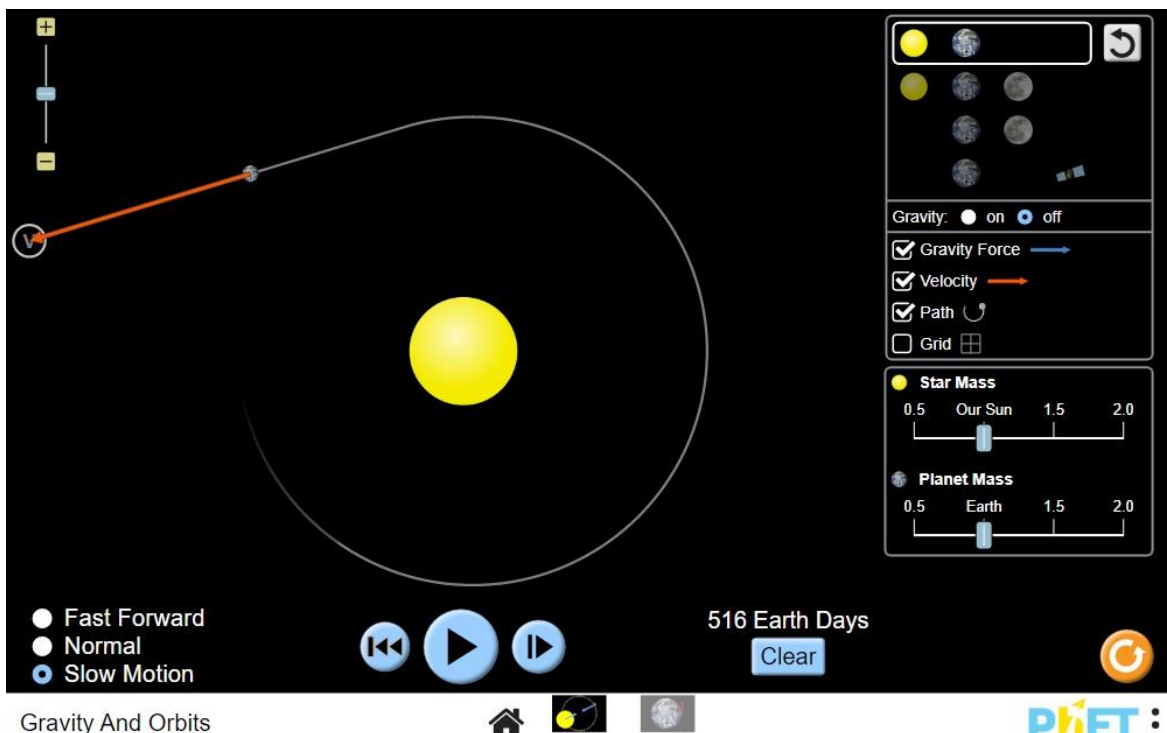 +
−
V
Gravity: on off
Gravity Force
Velocity
Path
Grid
Star Mass
0.5 Our Sun 1.5 2.0
Planet Mass
0.5 Earth 1.5 2.0
Fast Forward
Normal
Slow Motion
516 Earth Days
Clear
Gravity And Orbits
PhET